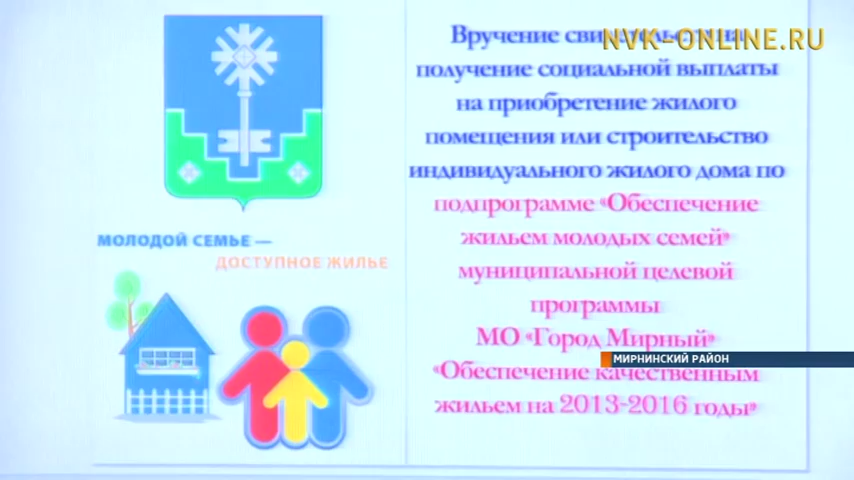 NVK-ONLINE.RU
Вручение на
получение социальной выплаты
на приобретение жилого
помещения или строительство
индивидуального жилого дома по
подпрограмме «Обеспечение
жильем молодых семей»
муниципальной целевой
программы
МО «Город Мирный»
«Обеспечение качественным
жильем на 2013-2016 годы»
МОЛОДОЙ СЕМЬЕ —
ДОСТУПНОЕ ЖИЛЬЕ
МИРНИНСКИЙ РАЙОН